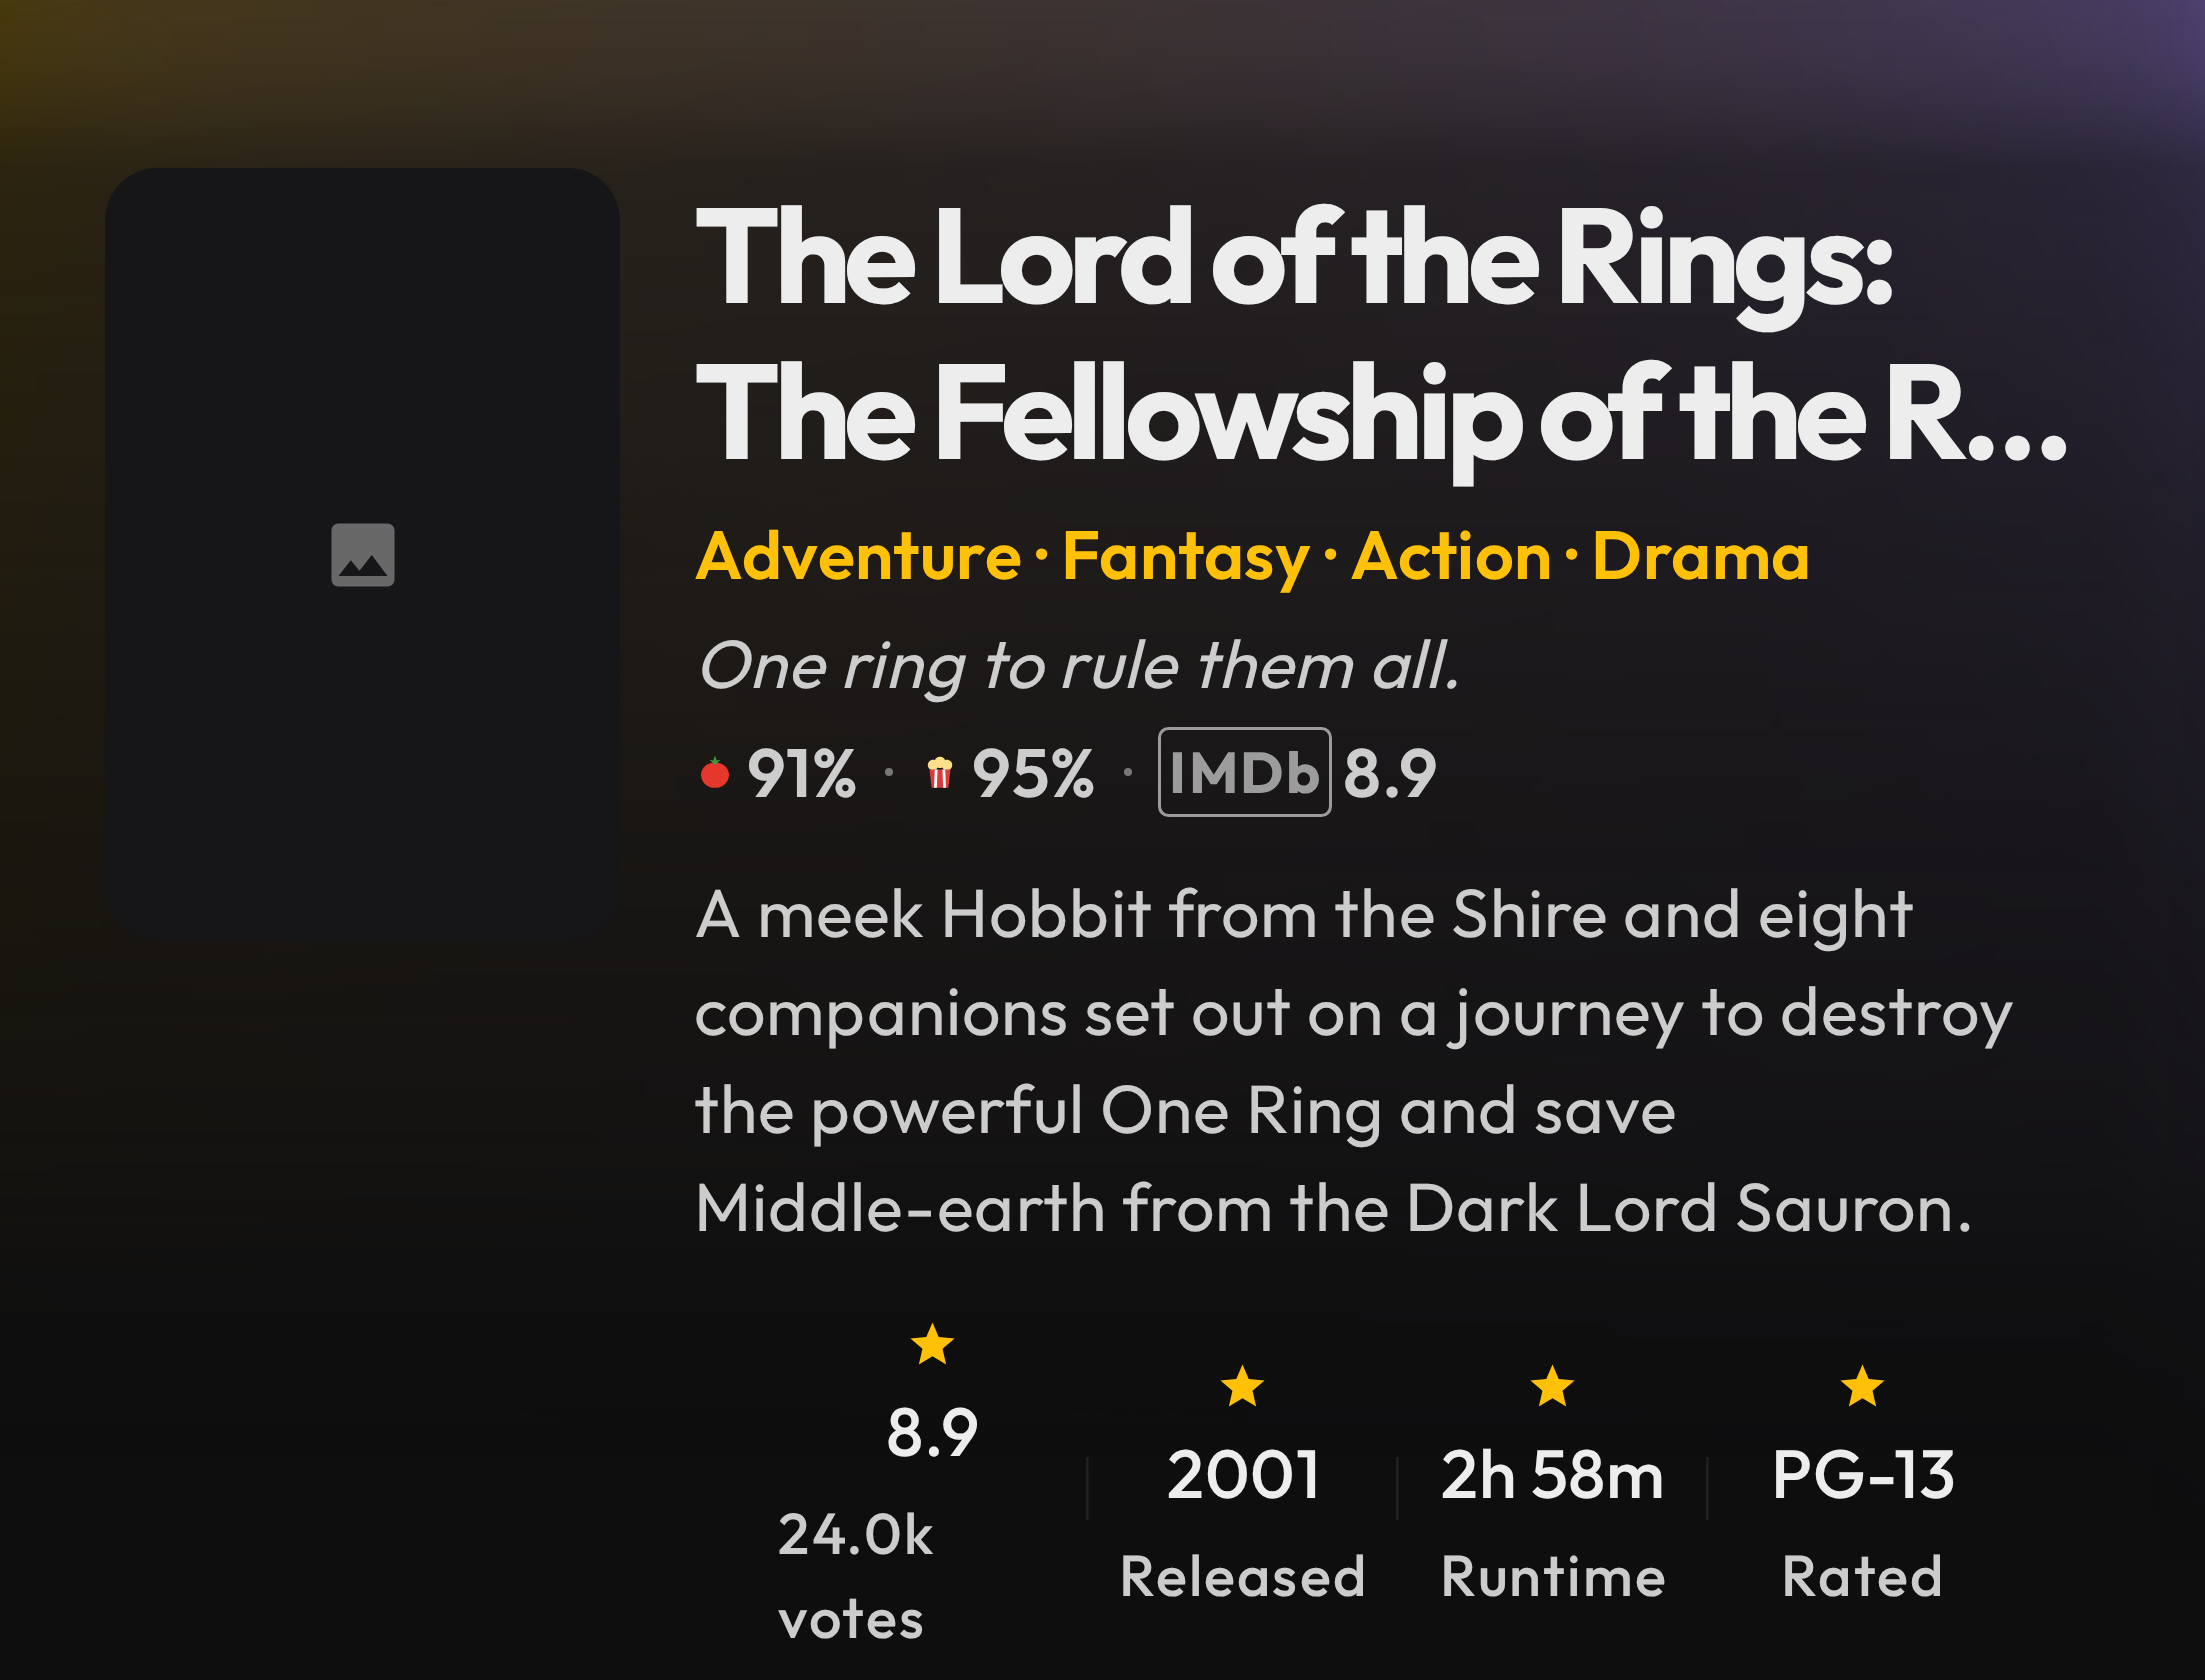 The Lord of the Rings:
The Fellowship of the R...
Adventure · Fantasy · Action · Drama
One ring to rule them all.
91% · 95% · IMDb 8.9
A meek Hobbit from the Shire and eight
companions set out on a journey to destroy
the powerful One Ring and save
Middle-earth from the Dark Lord Sauron.
8.9
24.0k
votes
2001
Released
2h 58m
Runtime
PG-13
Rated